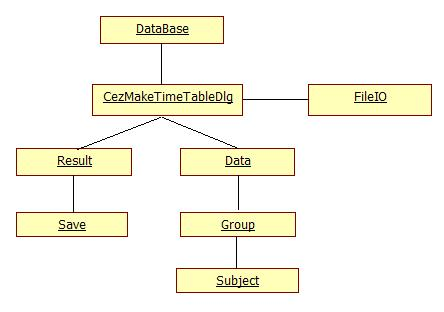 DataBase
CezMakeTimeTableDlg
FileIO
Result
Data
Save
Group
Subject